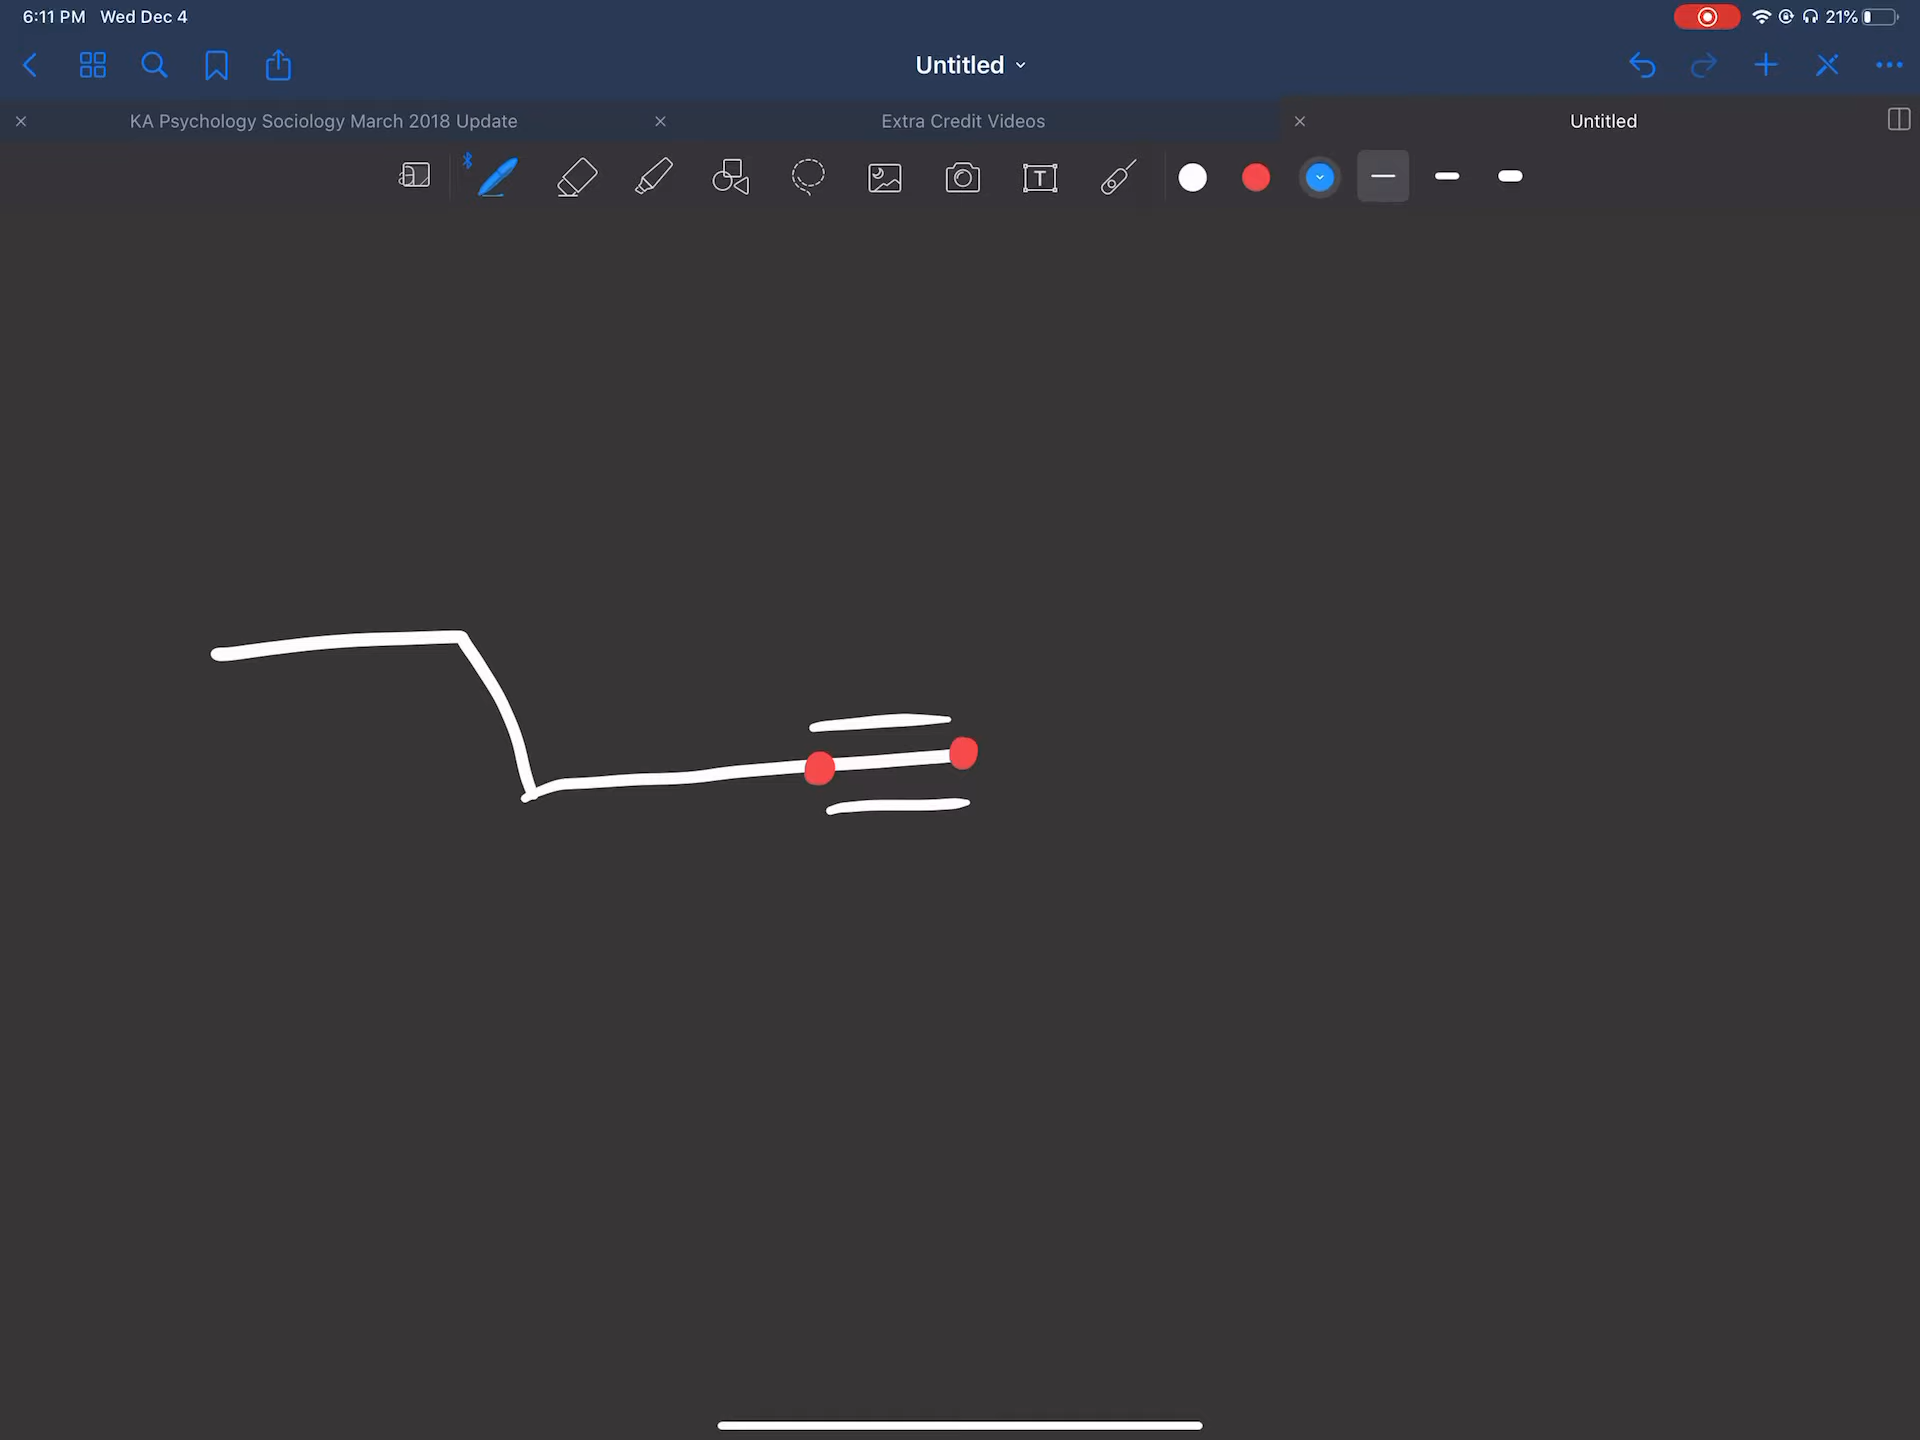 6:11 PM Wed Dec 4
21%
Untitled
KA Psychology Sociology March 2018 Update
Extra Credit Videos
Untitled